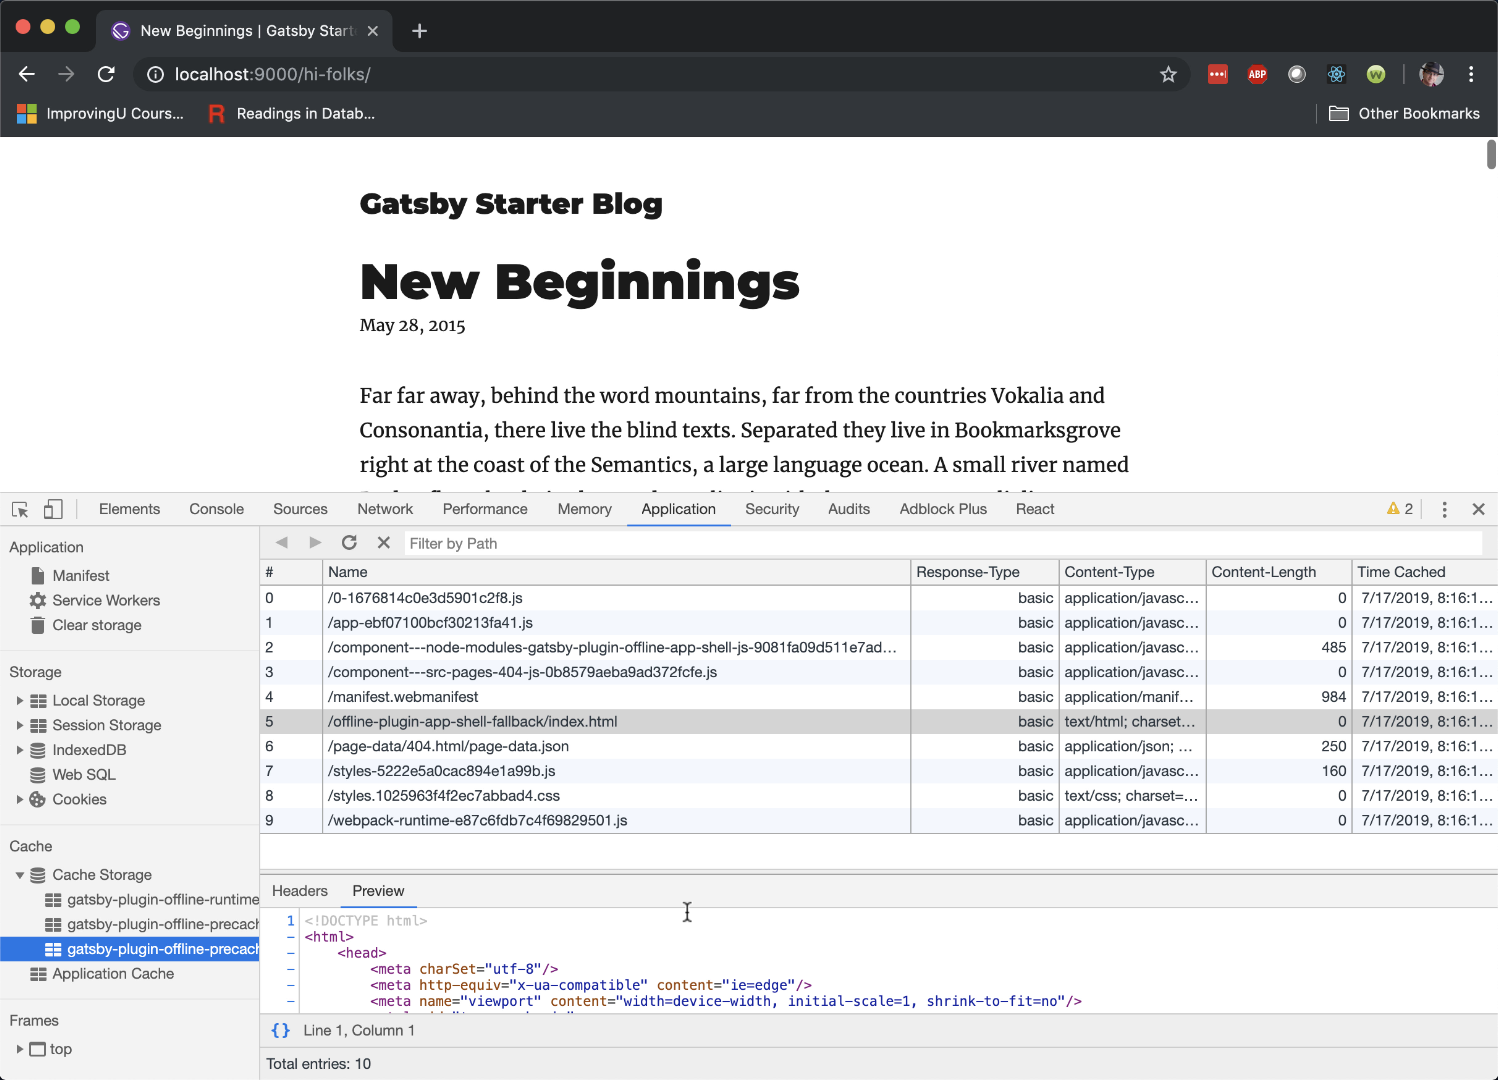 New Beginnings | Gatsby Start
localhost:9000/hi-folks/
ABP
W
ImprovingU Cours...
R Readings in Datab...
Other Bookmarks
Gatsby Starter Blog
New Beginnings
May 28, 2015
Far far away, behind the word mountains, far from the countries Vokalia and
Consonantia, there live the blind texts. Separated they live in Bookmarksgrove
right at the coast of the Semantics, a large language ocean. A small river named
Elements Console Sources Network Performance Memory Application Security Audits Adblock Plus React 2
Application
Manifest
Service Workers
Clear storage
Storage
Local Storage
Session Storage
IndexedDB
Web SQL
Cookies
Cache
Cache Storage
gatsby-plugin-offline-runtime
gatsby-plugin-offline-precach
gatsby-plugin-offline-precach
Application Cache
Frames
top
Filter by Path
# Name Response-Type Content-Type Content-Length Time Cached
0 /0-1676814c0e3d5901c2f8.js basic application/javasc... 0 7/17/2019, 8:16:1...
1 /app-ebf07100bcf30213fa41.js basic application/javasc... 0 7/17/2019, 8:16:1...
2 /component---node-modules-gatsby-plugin-offline-app-shell-js-9081fa09d511e7ad... basic application/javasc... 485 7/17/2019, 8:16:1...
3 /component---src-pages-404-js-0b8579aeba9ad372fcfe.js basic application/javasc... 0 7/17/2019, 8:16:1...
4 /manifest.webmanifest basic application/manif... 984 7/17/2019, 8:16:1...
5 /offline-plugin-app-shell-fallback/index.html basic text/html; charset... 0 7/17/2019, 8:16:1...
6 /page-data/404.html/page-data.json basic application/json; ... 250 7/17/2019, 8:16:1...
7 /styles-5222e5a0cac894e1a99b.js basic application/javasc... 160 7/17/2019, 8:16:1...
8 /styles.1025963f4f2ec7abbad4.css basic text/css; charset=... 0 7/17/2019, 8:16:1...
9 /webpack-runtime-e87c6fdb7c4f69829501.js basic application/javasc... 0 7/17/2019, 8:16:1...
Headers Preview
1 <!DOCTYPE html>
- <html>
- <head>
- <meta charSet="utf-8"/>
- <meta http-equiv="x-ua-compatible" content="ie=edge"/>
- <meta name="viewport" content="width=device-width, initial-scale=1, shrink-to-fit=no"/>
{} Line 1, Column 1
Total entries: 10